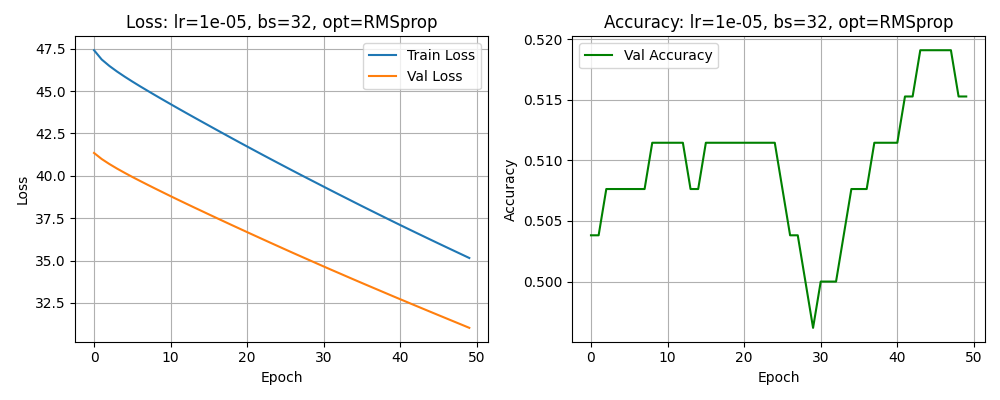 Loss: lr=1e-05, bs=32, opt=RMSprop
Train Loss
Val Loss
47.5
45.0
42.5
40.0
37.5
35.0
32.5
Loss
0
10
20
30
40
50
Epoch
Accuracy: lr=1e-05, bs=32, opt=RMSprop
Val Accuracy
0.520
0.515
0.510
0.505
0.500
Accuracy
0
10
20
30
40
50
Epoch